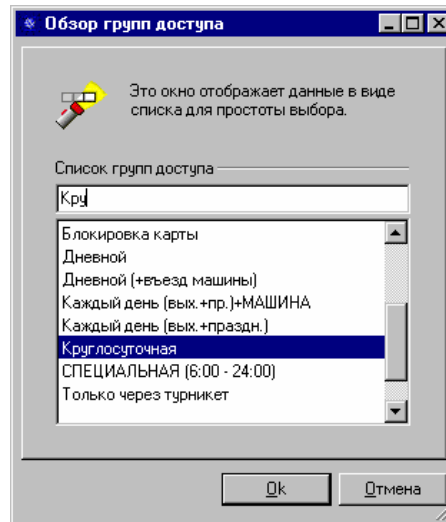 Обзор групп доступа
Это окно отображает данные в виде
списка для простоты выбора.
Список групп доступа
Кру
Блокировка карты
Дневной
Дневной (+въезд машины)
Каждый день (вых.+пр.)+МАШИНА
Каждый день (вых.+праздн.)
Круглосуточная
СПЕЦИАЛЬНАЯ (6:00 - 24:00)
Только через турникет
Ok
Отмена